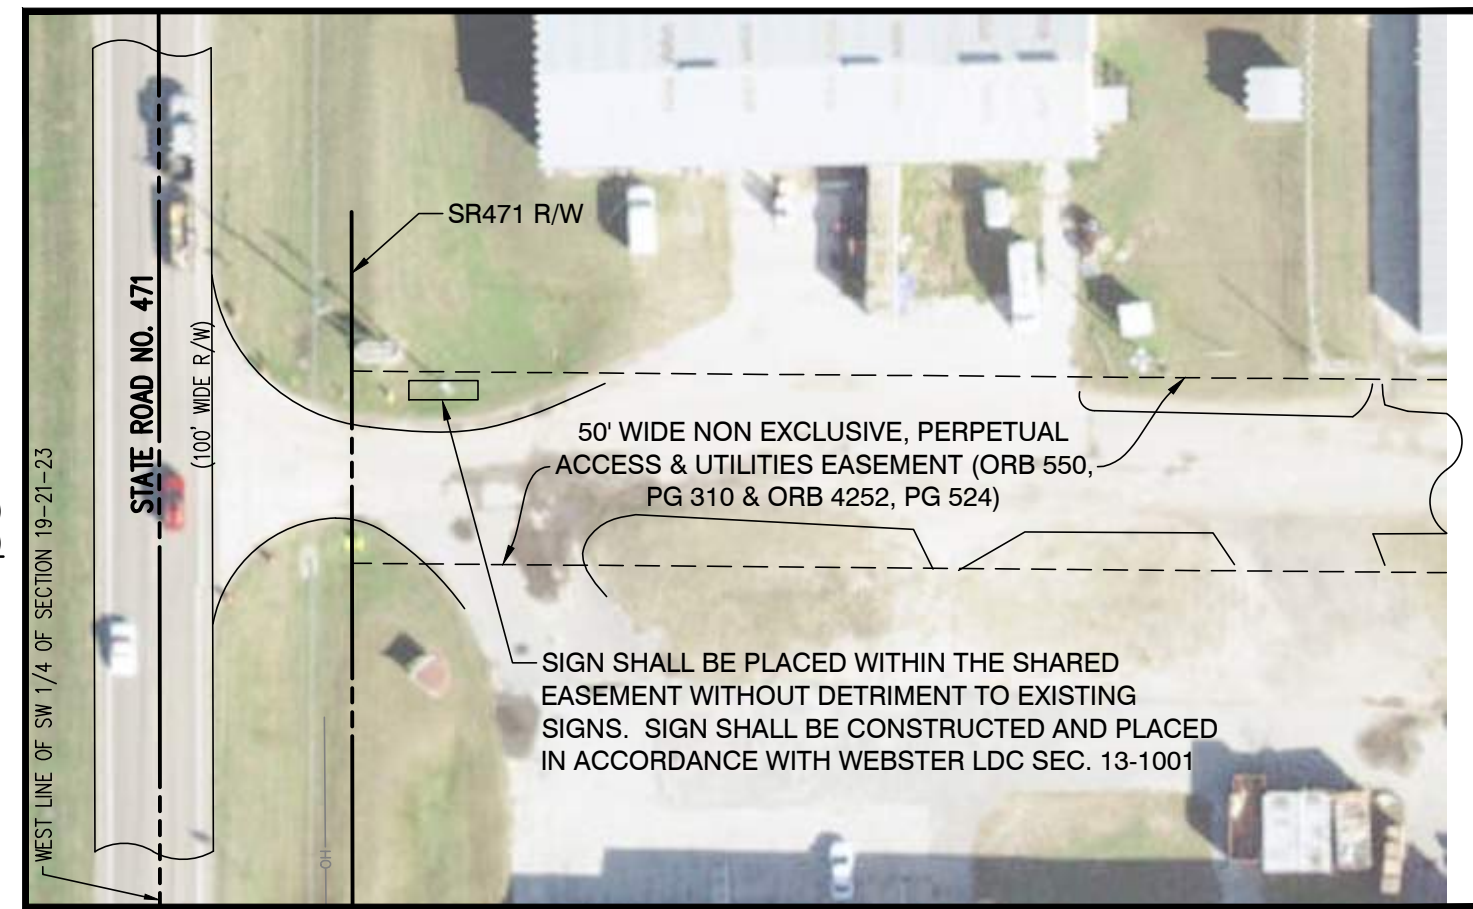 SR471 R/W
STATE ROAD NO. 471
(100' WIDE R/W)
WEST LINE OF SW 1/4 OF SECTION 19-21-23
50' WIDE NON EXCLUSIVE, PERPETUAL
ACCESS & UTILITIES EASEMENT (ORB 550,
PG 310 & ORB 4252, PG 524)
SIGN SHALL BE PLACED WITHIN THE SHARED
EASEMENT WITHOUT DETRIMENT TO EXISTING
SIGNS. SIGN SHALL BE CONSTRUCTED AND PLACED
IN ACCORDANCE WITH WEBSTER LDC SEC. 13-1001
OH